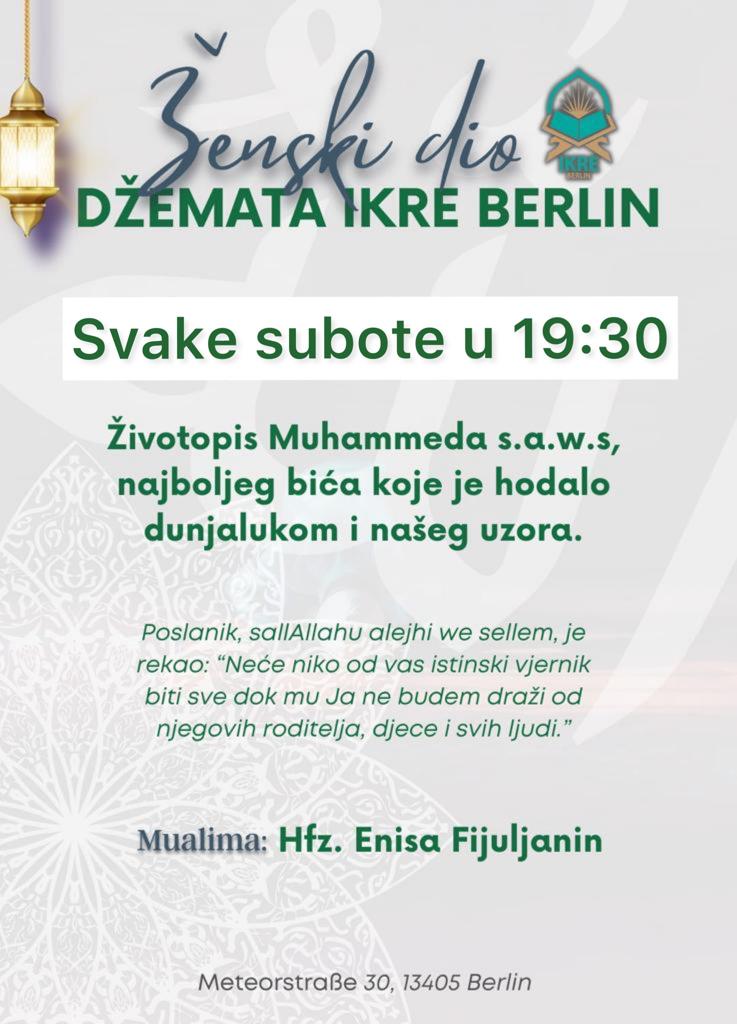 Ženski dio
IKRE
BERLIN
DŽEMATA IKRE BERLIN
Svake subote u 19:30
Životopis Muhammeda s.a.w.s,
najboljeg bića koje je hodalo
dunjalukom i našeg uzora.
Poslanik, sallAllahu alejhi we sellem, je
rekao: “Neće niko od vas istinski vjernik
biti sve dok mu Ja ne budem draži od
njegovih roditelja, djece i svih ljudi.”
Mualima: Hfz. Enisa Fijuljanin
Meteorstraße 30, 13405 Berlin